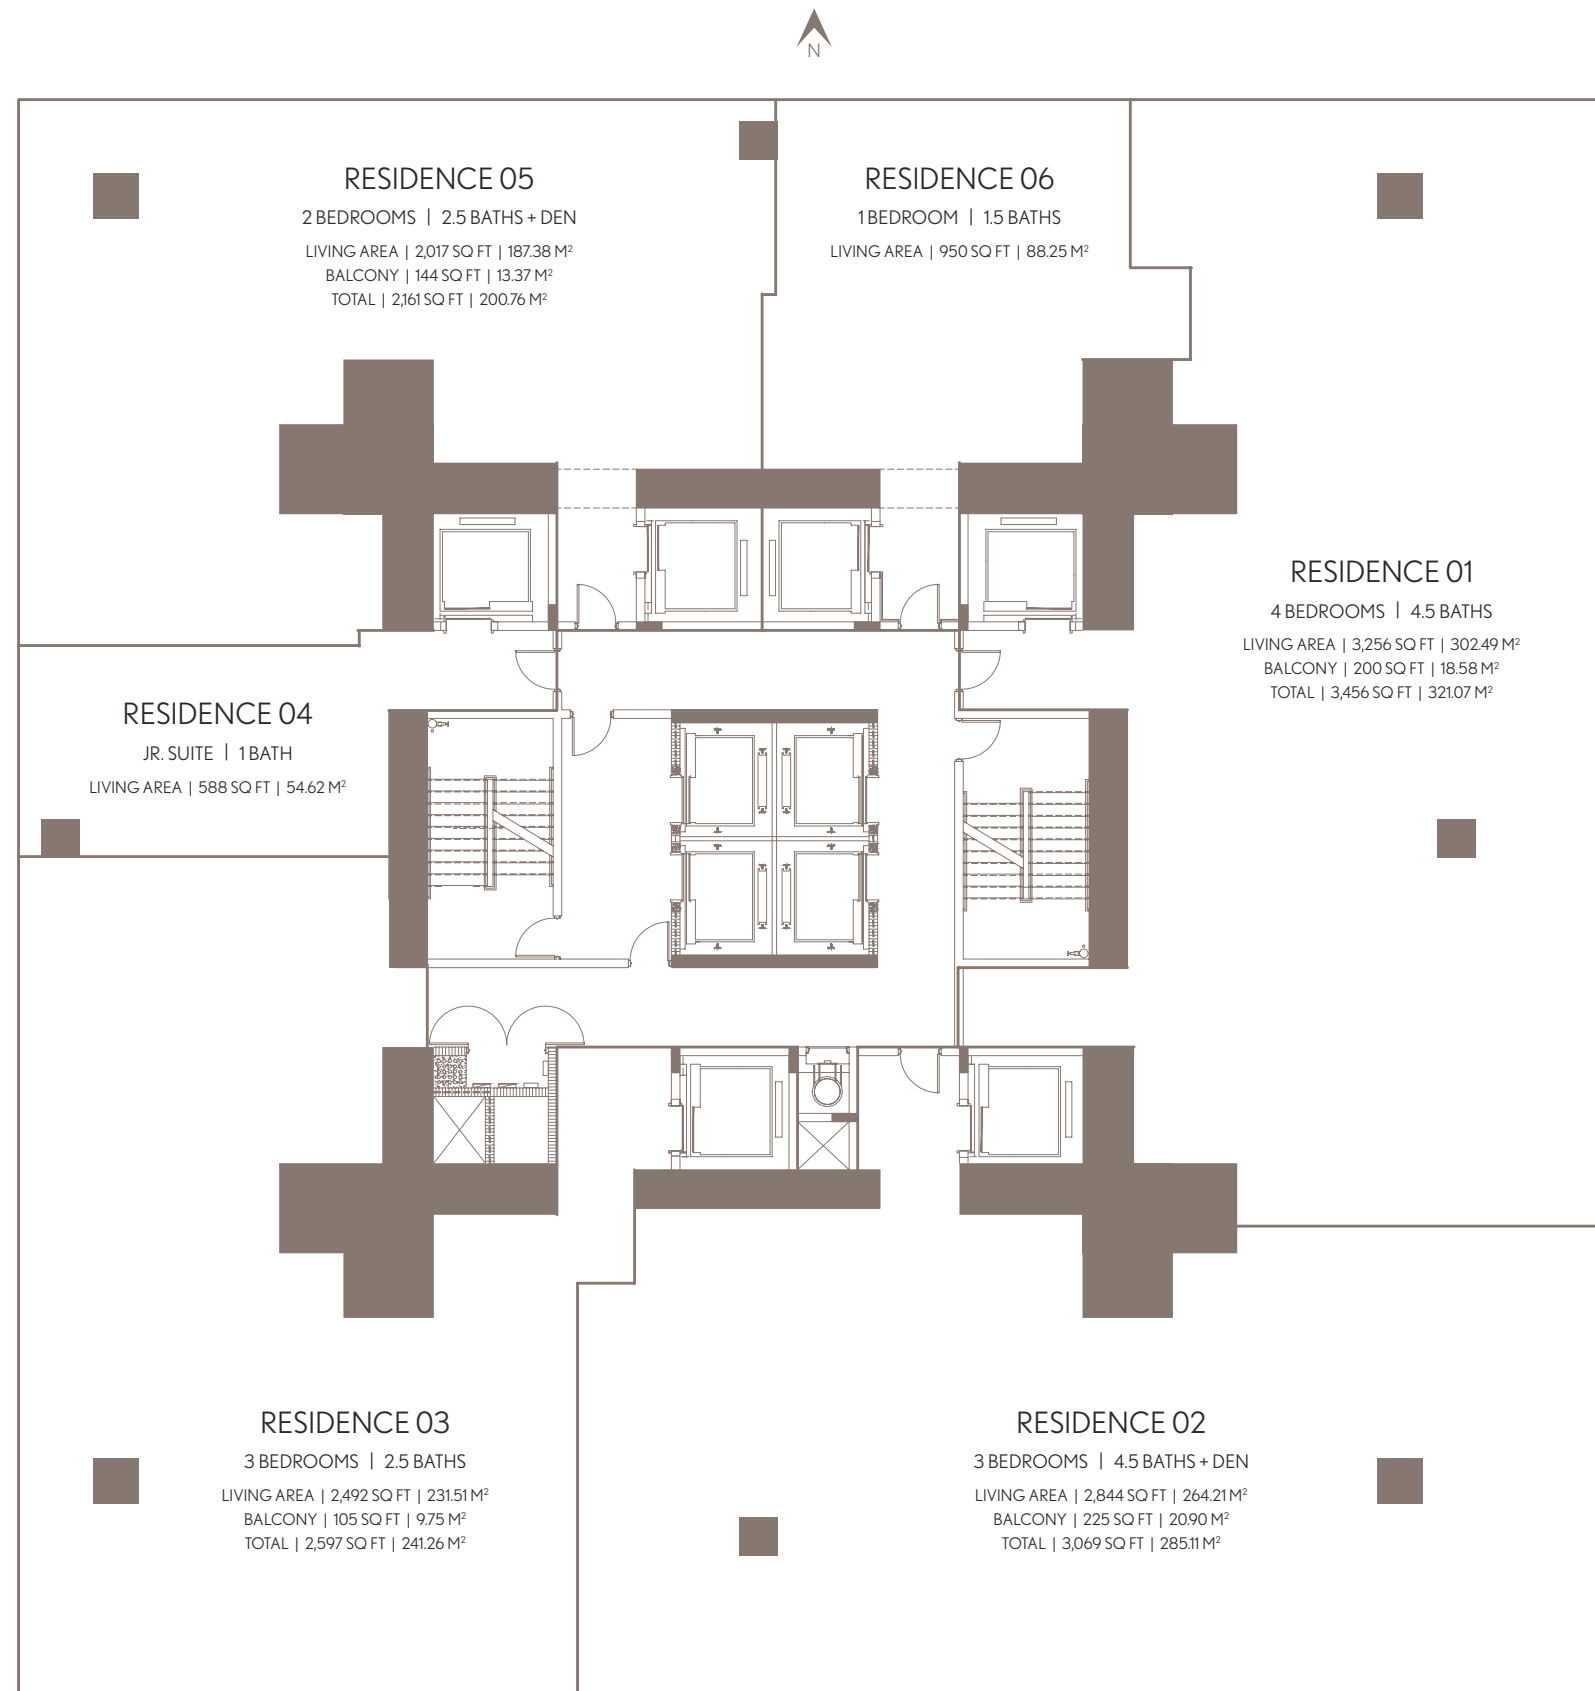 N
RESIDENCE 05
2 BEDROOMS | 2.5 BATHS + DEN
LIVING AREA | 2,017 SQ FT | 187.38 M²
BALCONY | 144 SQ FT | 13.37 M²
TOTAL | 2,161 SQ FT | 200.76 M²
RESIDENCE 06
1 BEDROOM | 1.5 BATHS
LIVING AREA | 950 SQ FT | 88.25 M²
RESIDENCE 01
4 BEDROOMS | 4.5 BATHS
LIVING AREA | 3,256 SQ FT | 302.49 M²
BALCONY | 200 SQ FT | 18.58 M²
TOTAL | 3,456 SQ FT | 321.07 M²
RESIDENCE 04
JR. SUITE | 1 BATH
LIVING AREA | 588 SQ FT | 54.62 M²
RESIDENCE 03
3 BEDROOMS | 2.5 BATHS
LIVING AREA | 2,492 SQ FT | 231.51 M²
BALCONY | 105 SQ FT | 9.75 M²
TOTAL | 2,597 SQ FT | 241.26 M²
RESIDENCE 02
3 BEDROOMS | 4.5 BATHS + DEN
LIVING AREA | 2,844 SQ FT | 264.21 M²
BALCONY | 225 SQ FT | 20.90 M²
TOTAL | 3,069 SQ FT | 285.11 M²